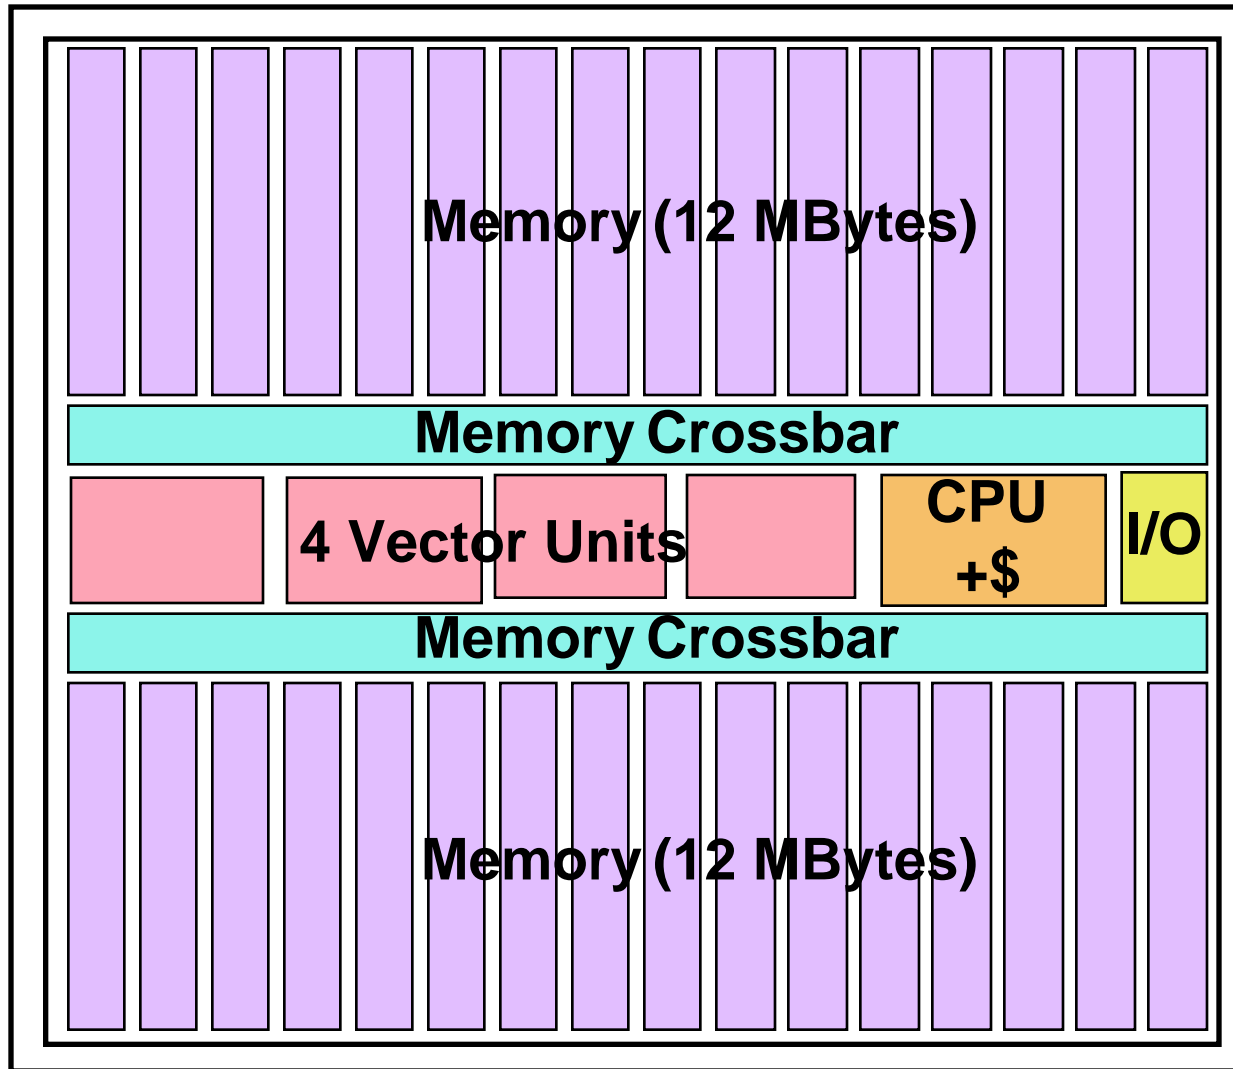 Memory (12 MBytes)
Memory Crossbar
4 Vector Units
CPU
+$
I/O
Memory Crossbar
Memory (12 MBytes)